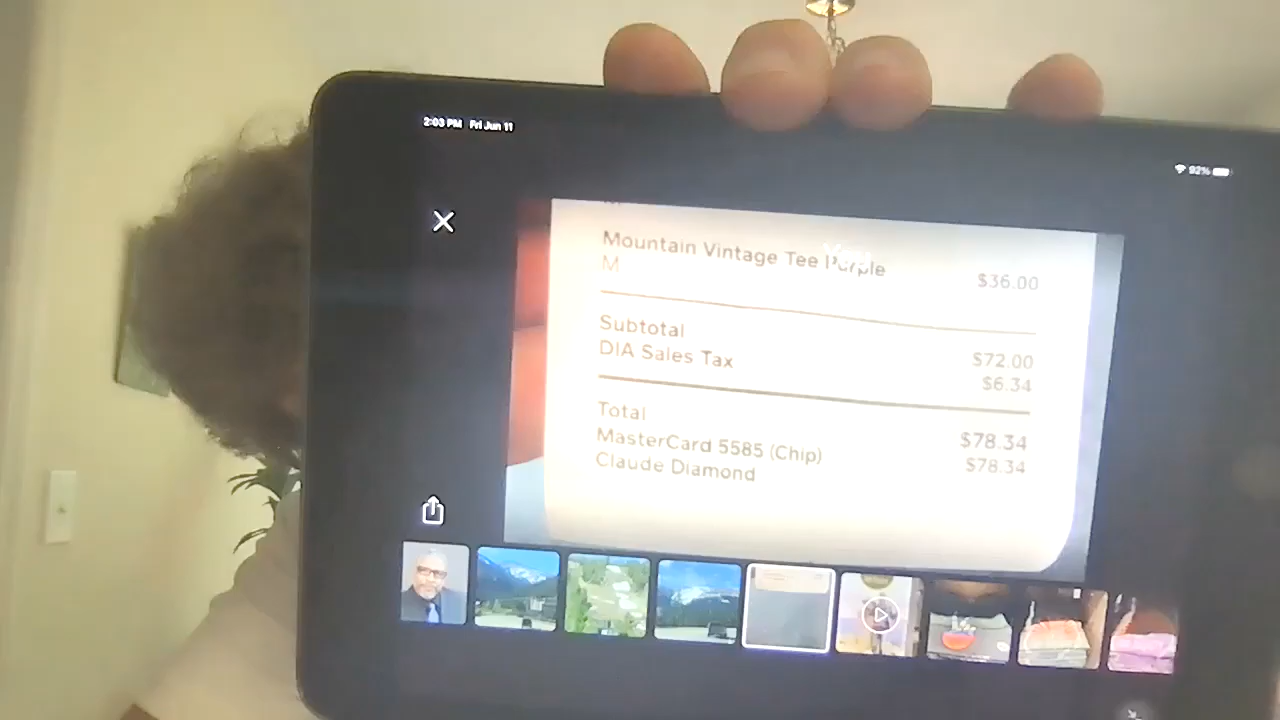 2:03 PM Fri Jun 11
92%
Mountain Vintage Tee Purple
M $36.00
Subtotal $72.00
DIA Sales Tax $6.34
Total $78.34
MasterCard 5585 (Chip) $78.34
Claude Diamond